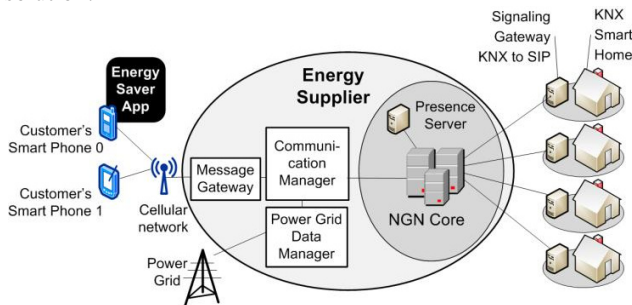 Signaling
Gateway
KNX to SIP
KNX
Smart
Home
Energy
Saver
App
Energy
Supplier
Presence
Server
Customer's
Smart Phone 0
Communi-
cation
Manager
Message
Gateway
Customer's
Smart Phone 1
Cellular
network
NGN Core
Power Grid
Data
Manager
Power
Grid